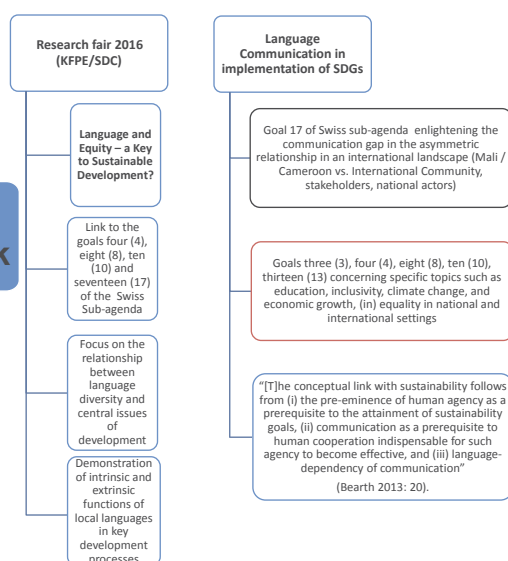 Research fair 2016
(KFPE/SDC)
Language and
Equity – a Key
to Sustainable
Development?
Link to the
goals four (4),
eight (8), ten
(10) and
seventeen (17)
of the Swiss
Sub-agenda
Focus on the
relationship
between
language
diversity and
central issues
of
development
Demonstration
of intrinsic and
extrinsic
functions of
local languages
in key
development
processes
Language
Communication in
implementation of SDGs
Goal 17 of Swiss sub-agenda enlightening the
communication gap in the asymmetric
relationship in an international landscape (Mali /
Cameroon vs. International Community,
stakeholders, national actors)
Goals three (3), four (4), eight (8), ten (10),
thirteen (13) concerning specific topics such as
education, inclusivity, climate change, and
economic growth, (in) equality in national and
international settings
“[T]he conceptual link with sustainability follows
from (i) the pre-eminence of human agency as a
prerequisite to the attainment of sustainability
goals, (ii) communication as a prerequisite to
human cooperation indispensable for such
agency to become effective, and (iii) language-
dependency of communication”
(Bearth 2013: 20).